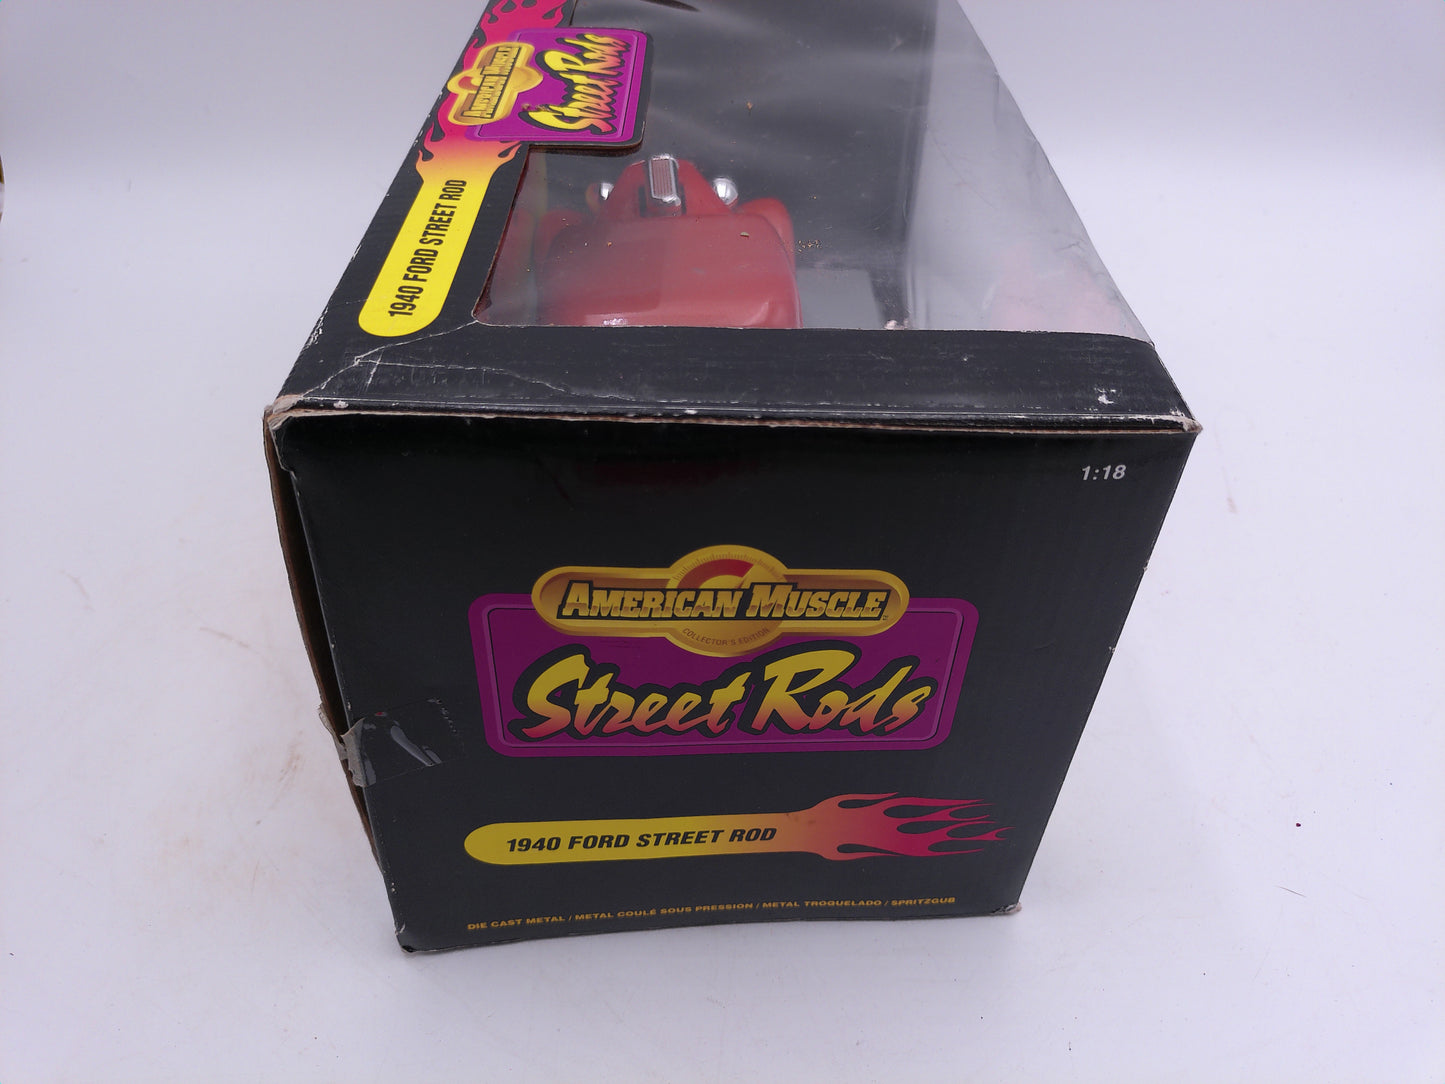 AMERICAN MUSCLE
Street Rods
1940 FORD STREET ROD
1:18
AMERICAN MUSCLE
COLLECTOR'S EDITION
Street Rods
1940 FORD STREET ROD
DIE CAST METAL / METAL COULÉ SOUS PRESSION / METAL TROQUELADO / SPRITZGUB